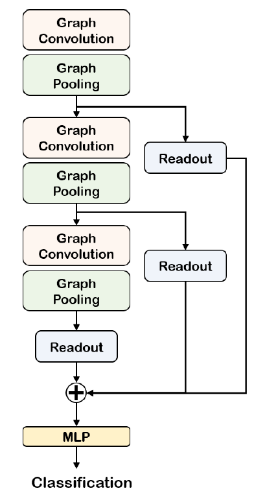 Graph
Convolution
Graph
Pooling
Graph
Convolution
Readout
Graph
Pooling
Graph
Convolution
Readout
Graph
Pooling
Readout
+
MLP
Classification